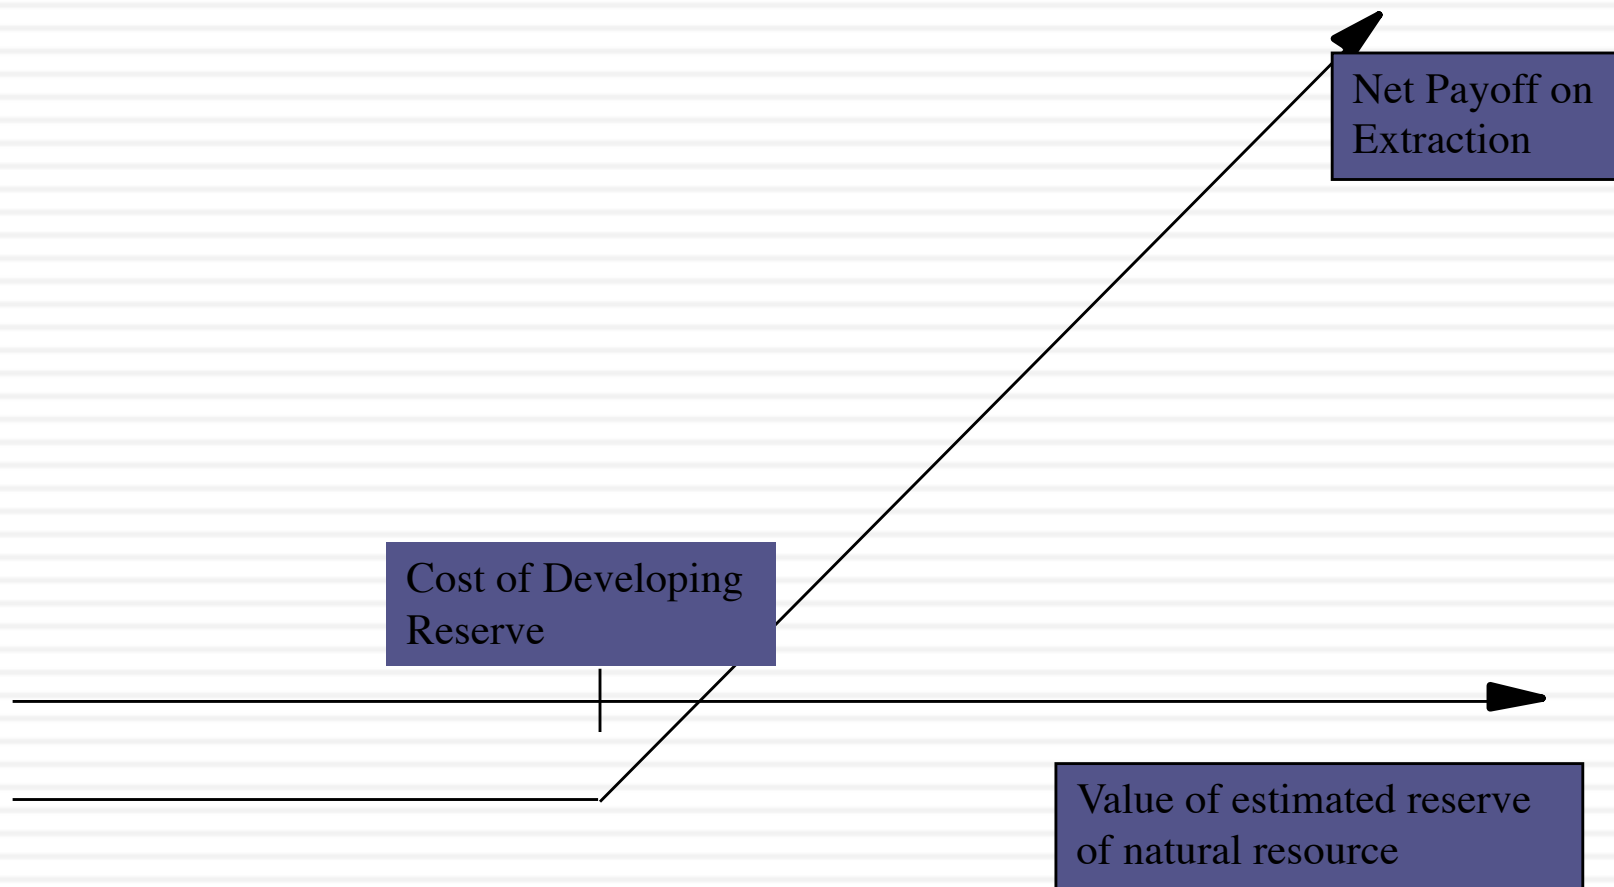 Net Payoff on
Extraction
Cost of Developing
Reserve
Value of estimated reserve
of natural resource